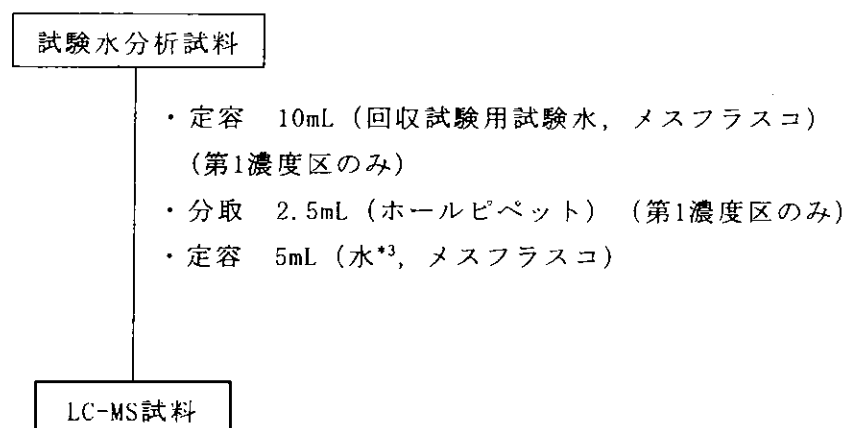 試験水分析試料
・定容 10mL（回収試験用試験水, メスフラスコ）
（第1濃度区のみ）
・分取 2.5mL（ホールピペット）（第1濃度区のみ）
・定容 5mL（水*3, メスフラスコ）
LC-MS試料